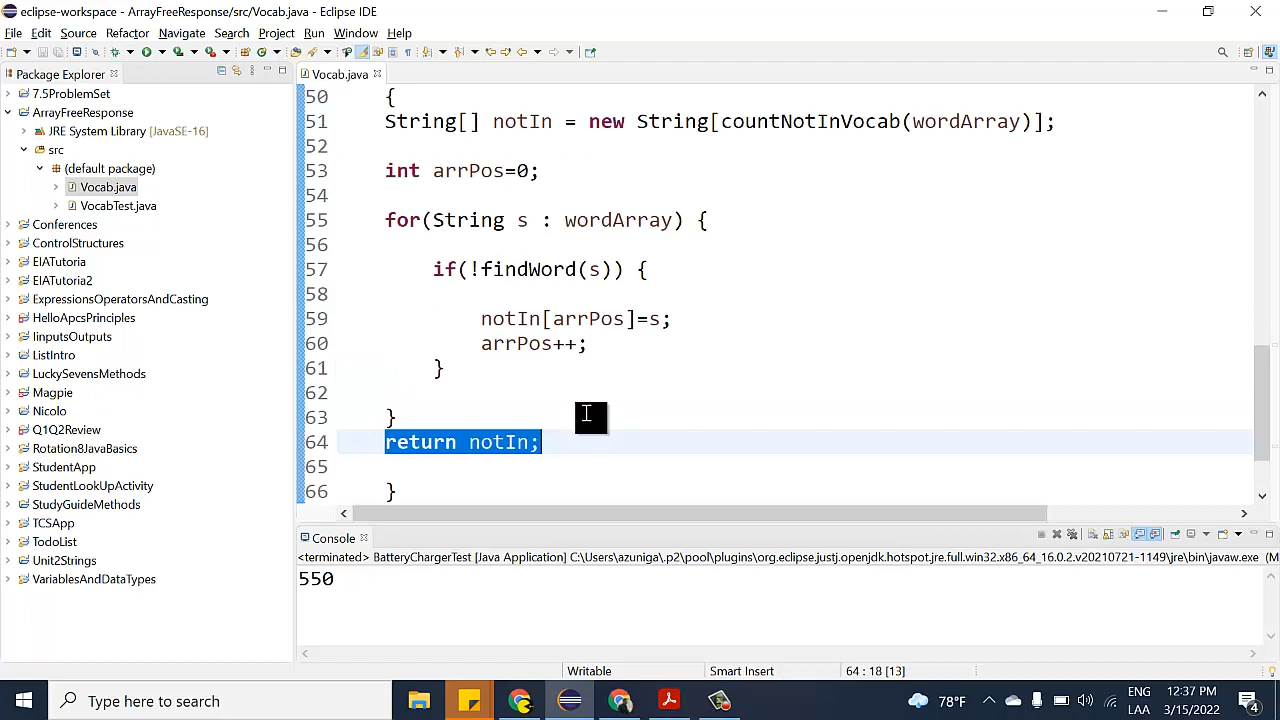 eclipse-workspace - ArrayFreeResponse/src/Vocab.java - Eclipse IDE
File Edit Source Refactor Navigate Search Project Run Window Help
Package Explorer
7.5ProblemSet
ArrayFreeResponse
JRE System Library [JavaSE-16]
src
(default package)
Vocab.java
VocabTest.java
Conferences
ControlStructures
EIATutoria
EIATutoria2
ExpressionsOperatorsAndCasting
HelloApcsPrinciples
IinputsOutputs
ListIntro
LuckySevensMethods
Magpie
Nicolo
Q1Q2Review
Rotation8JavaBasics
StudentApp
StudentLookUpActivity
StudyGuideMethods
TCSApp
TodoList
Unit2Strings
VariablesAndDataTypes
Vocab.java
50 {
51 String[] notIn = new String[countNotInVocab(wordArray)];
52
53 int arrPos=0;
54
55 for(String s : wordArray) {
56
57 if(!findWord(s)) {
58
59 notIn[arrPos]=s;
60 arrPos++;
61 }
62
63 }
64 return notIn;
65
66 }
Console
<terminated> BatteryChargerTest [Java Application] C:\Users\azuniga\.p2\pool\plugins\org.eclipse.justj.openjdk.hotspot.jre.full.win32.x86_64_16.0.2.v20210721-1149\jre\bin\javaw.exe (M
550
Writable Smart Insert 64 : 18 [13]
Type here to search
78°F
ENG
LAA
12:37 PM
3/15/2022
4